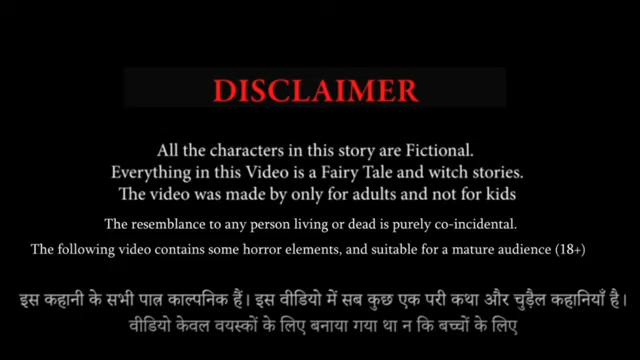 DISCLAIMER
All the characters in this story are Fictional.
Everything in this Video is a Fairy Tale and witch stories.
The video was made by only for adults and not for kids
The resemblance to any person living or dead is purely co-incidental.
The following video contains some horror elements, and suitable for a mature audience (18+)
इस कहानी के सभी पात्र काल्पनिक हैं। इस वीडियो में सब कुछ एक परी कथा और चुड़ैल कहानियाँ है।
वीडियो केवल वयस्कों के लिए बनाया गया था न कि बच्चों के लिए